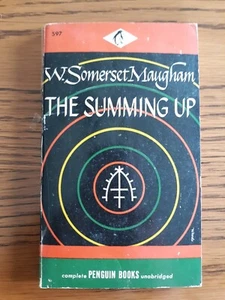 597
W. Somerset Maugham
THE SUMMING UP
complete PENGUIN BOOKS unabridged